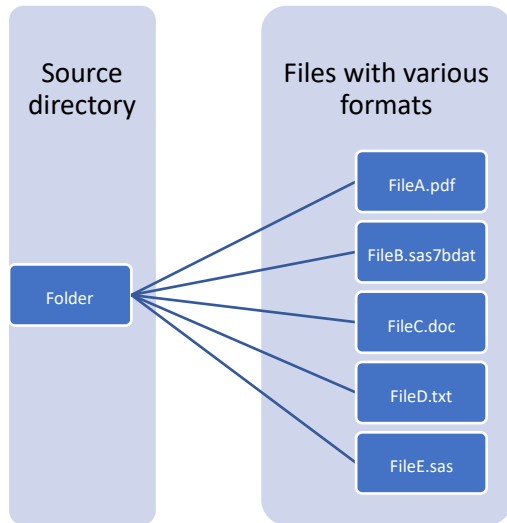 Source
directory
Files with various
formats
Folder
FileA.pdf
FileB.sas7bdat
FileC.doc
FileD.txt
FileE.sas